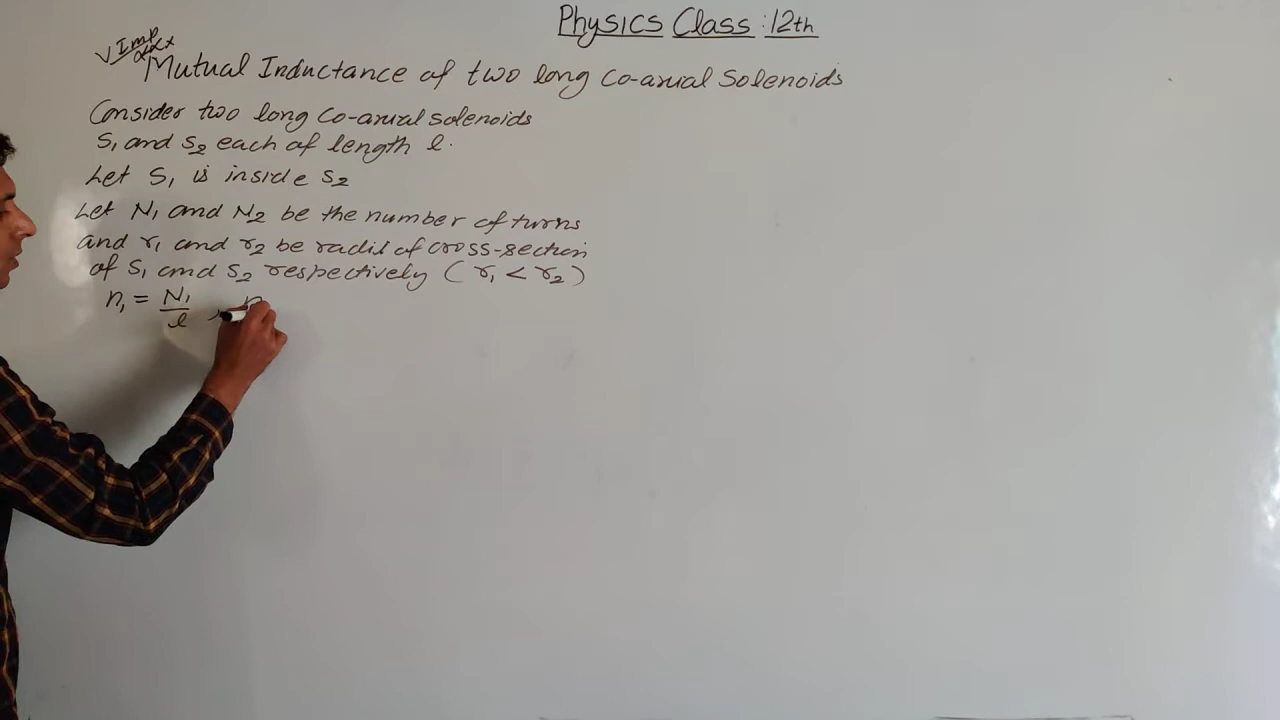 Physics Class : 12th
V Imp
Mutual Inductance of two long Co-axial Solenoids
Consider two long Co-axial solenoids
S₁ and S₂ each of length l.
Let S₁ is inside S₂
Let N₁ and N₂ be the number of turns
and r₁ and r₂ be radii of cross-section
of S₁ and S₂ respectively ( r₁ < r₂ )
n₁ = N₁/l , n